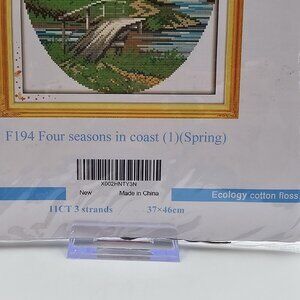 F194 Four seasons in coast (1)(Spring)
X002HNTY3N
New Made in China
Ecology cotton floss
11CT 3 strands 37×46cm